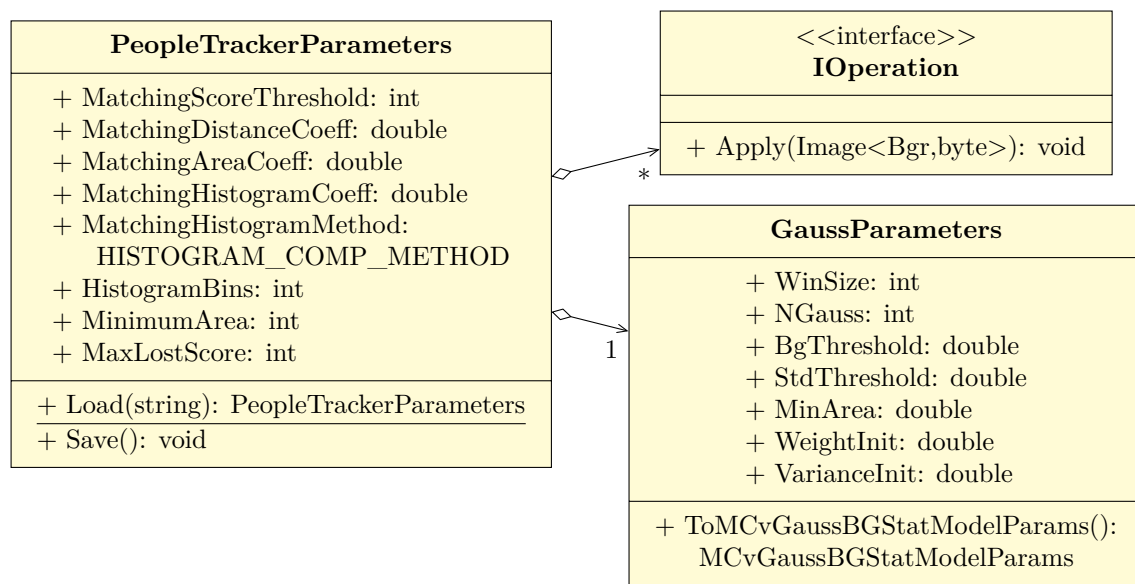 PeopleTrackerParameters
+ MatchingScoreThreshold: int
+ MatchingDistanceCoeff: double
+ MatchingAreaCoeff: double
+ MatchingHistogramCoeff: double
+ MatchingHistogramMethod:
HISTOGRAM_COMP_METHOD
+ HistogramBins: int
+ MinimumArea: int
+ MaxLostScore: int
+ Load(string): PeopleTrackerParameters
+ Save(): void
<<interface>>
IOperation
+ Apply(Image<Bgr,byte>): void
*
1
GaussParameters
+ WinSize: int
+ NGauss: int
+ BgThreshold: double
+ StdThreshold: double
+ MinArea: double
+ WeightInit: double
+ VarianceInit: double
+ ToMCvGaussBGStatModelParams():
MCvGaussBGStatModelParams